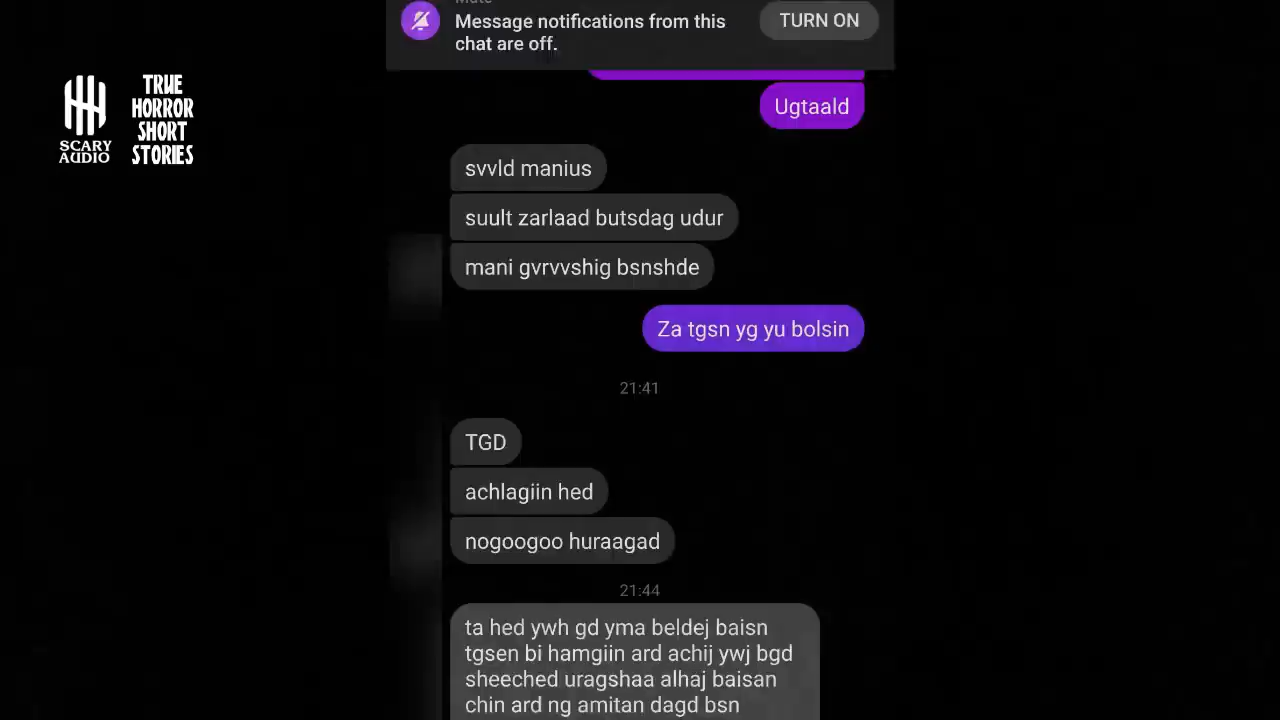 Message notifications from this
chat are off.
TURN ON
SCARY
AUDIO
TRUE
HORROR
SHORT
STORIES
Ugtaald
svvld manius
suult zarlaad butsdag udur
mani gvrvvshig bsnshde
Za tgsn yg yu bolsin
21:41
TGD
achlagiin hed
nogoogoo huraagad
21:44
ta hed ywh gd yma beldej baisn
tgsen bi hamgiin ard achij ywj bgd
sheeched uragshaa alhaj baisan
chin ard ng amitan dagd bsn